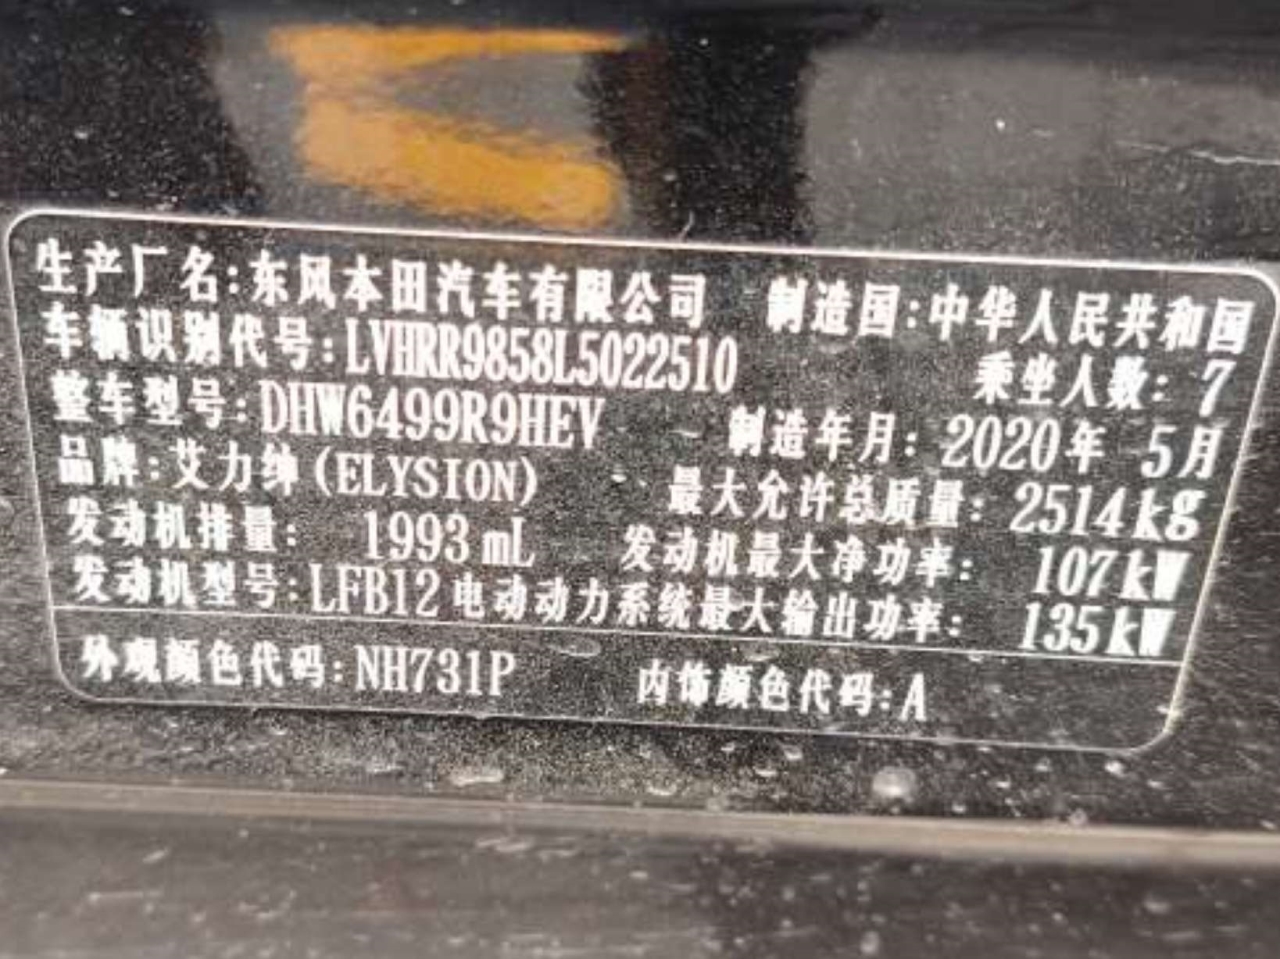 生产厂名:东风本田汽车有限公司 制造国:中华人民共和国
车辆识别代号:LVHRR9858L5022510 乘坐人数: 7
整车型号:DHW6499R9HEV 制造年月: 2020年 5月
品牌:艾力绅(ELYSION) 最大允许总质量: 2514kg
发动机排量: 1993 mL 发动机最大净功率: 107kW
发动机型号:LFB12 电动动力系统最大输出功率: 135kW
外观颜色代码:NH731P 内饰颜色代码:A